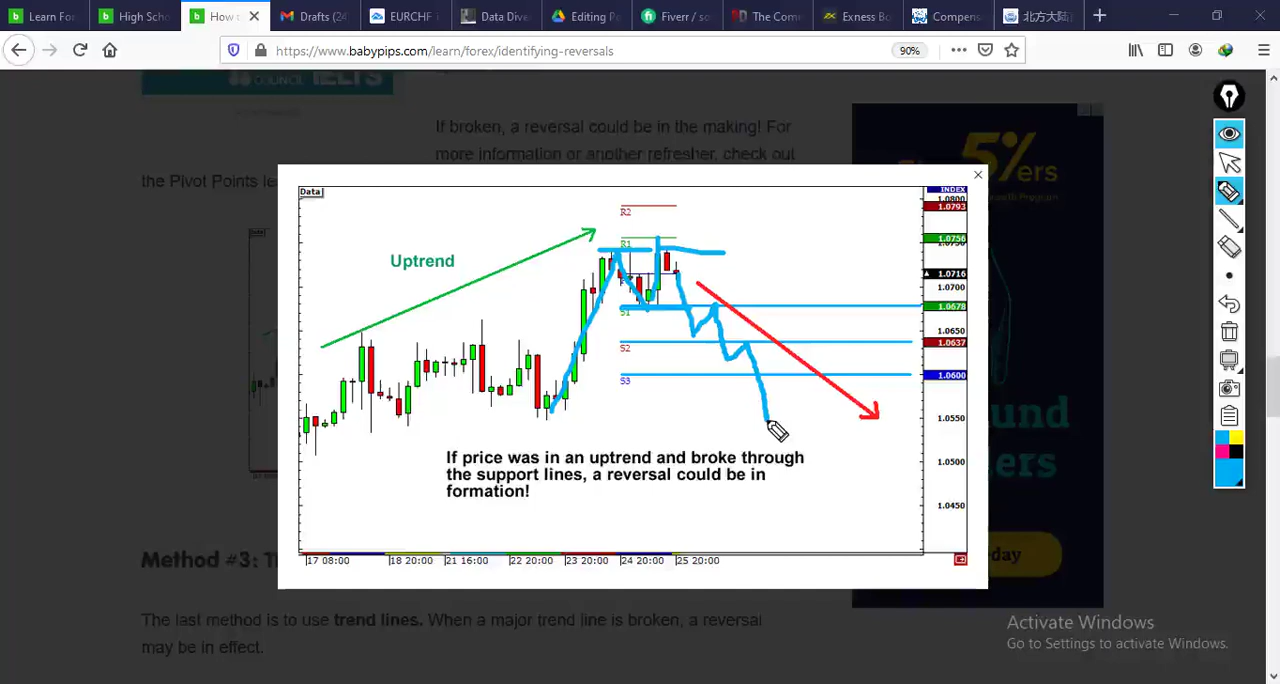 Learn For
High Scho
How t
Drafts (24
EURCHF
Data Dive
Editing Pe
Fiverr / so
The Com
Exness Bo
Compens
北方大陆
https://www.babypips.com/learn/forex/identifying-reversals
90%
COUNCIL IELTS
If broken, a reversal could be in the making! For
more information or another refresher, check out
the Pivot Points le
5%ers
Data
INDEX
1.0800
R2
1.0793
R1
1.0756
Uptrend
1.0716
1.0700
S1
1.0678
1.0650
S2
1.0637
S3
1.0600
1.0550
If price was in an uptrend and broke through
the support lines, a reversal could be in
formation!
1.0500
1.0450
17 08:00
18 20:00
21 16:00
22 20:00
23 20:00
24 20:00
25 20:00
Method #3: T
The last method is to use trend lines. When a major trend line is broken, a reversal
may be in effect.
Activate Windows
Go to Settings to activate Windows.